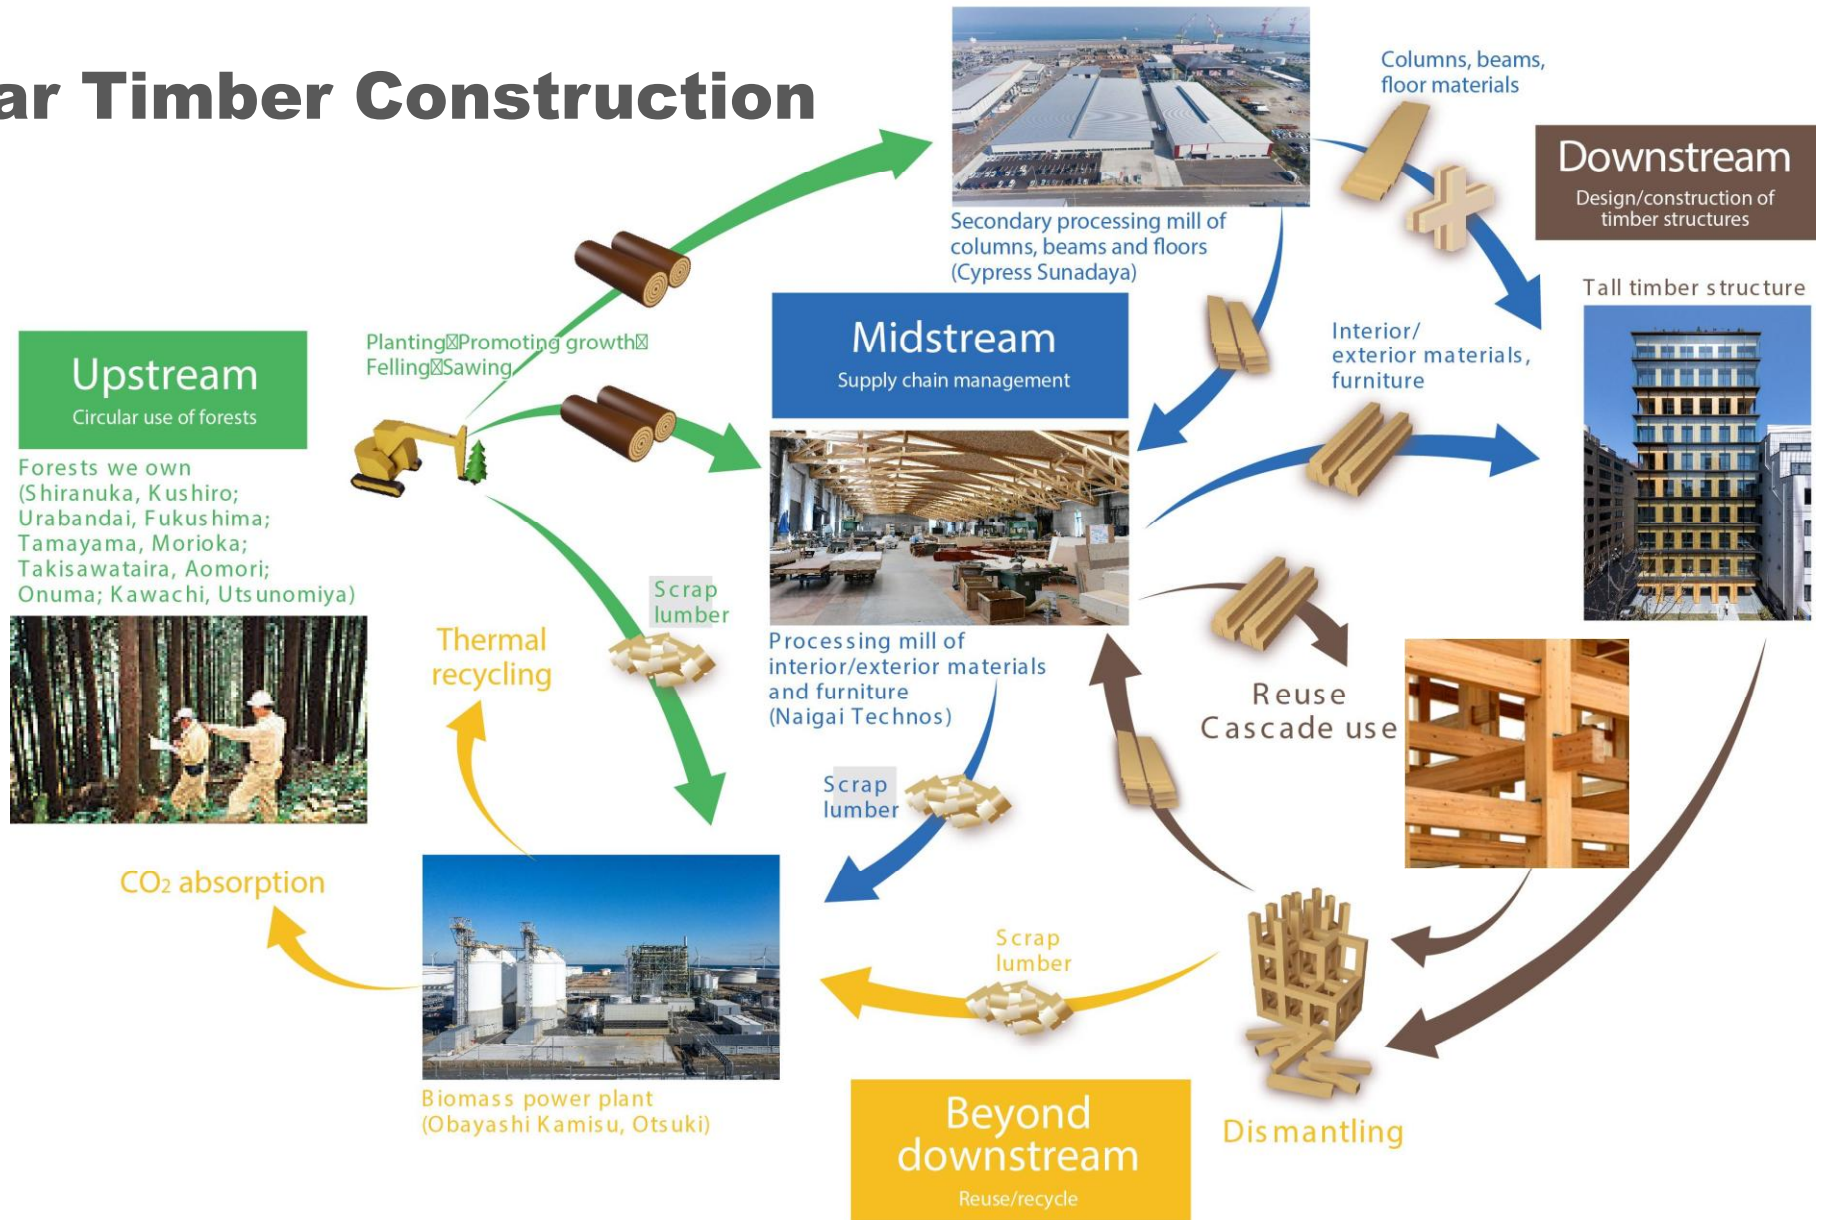 ar Timber Construction
Columns, beams,
floor materials
Downstream
Design/construction of
timber structures
Secondary processing mill of
columns, beams and floors
(Cypress Sunadaya)
Tall timber structure
Planting Promoting growth
Felling Sawing
Midstream
Supply chain management
Interior/
exterior materials,
furniture
Upstream
Circular use of forests
Forests we own
(Shiranuka, Kushiro;
Urabandai, Fukushima;
Tamayama, Morioka;
Takisawataira, Aomori;
Onuma; Kawachi, Utsunomiya)
Scrap
lumber
Thermal
recycling
Processing mill of
interior/exterior materials
and furniture
(Naigai Technos)
Reuse
Cascade use
Scrap
lumber
CO2 absorption
Scrap
lumber
Biomass power plant
(Obayashi Kamisu, Otsuki)
Beyond
downstream
Reuse/recycle
Dismantling